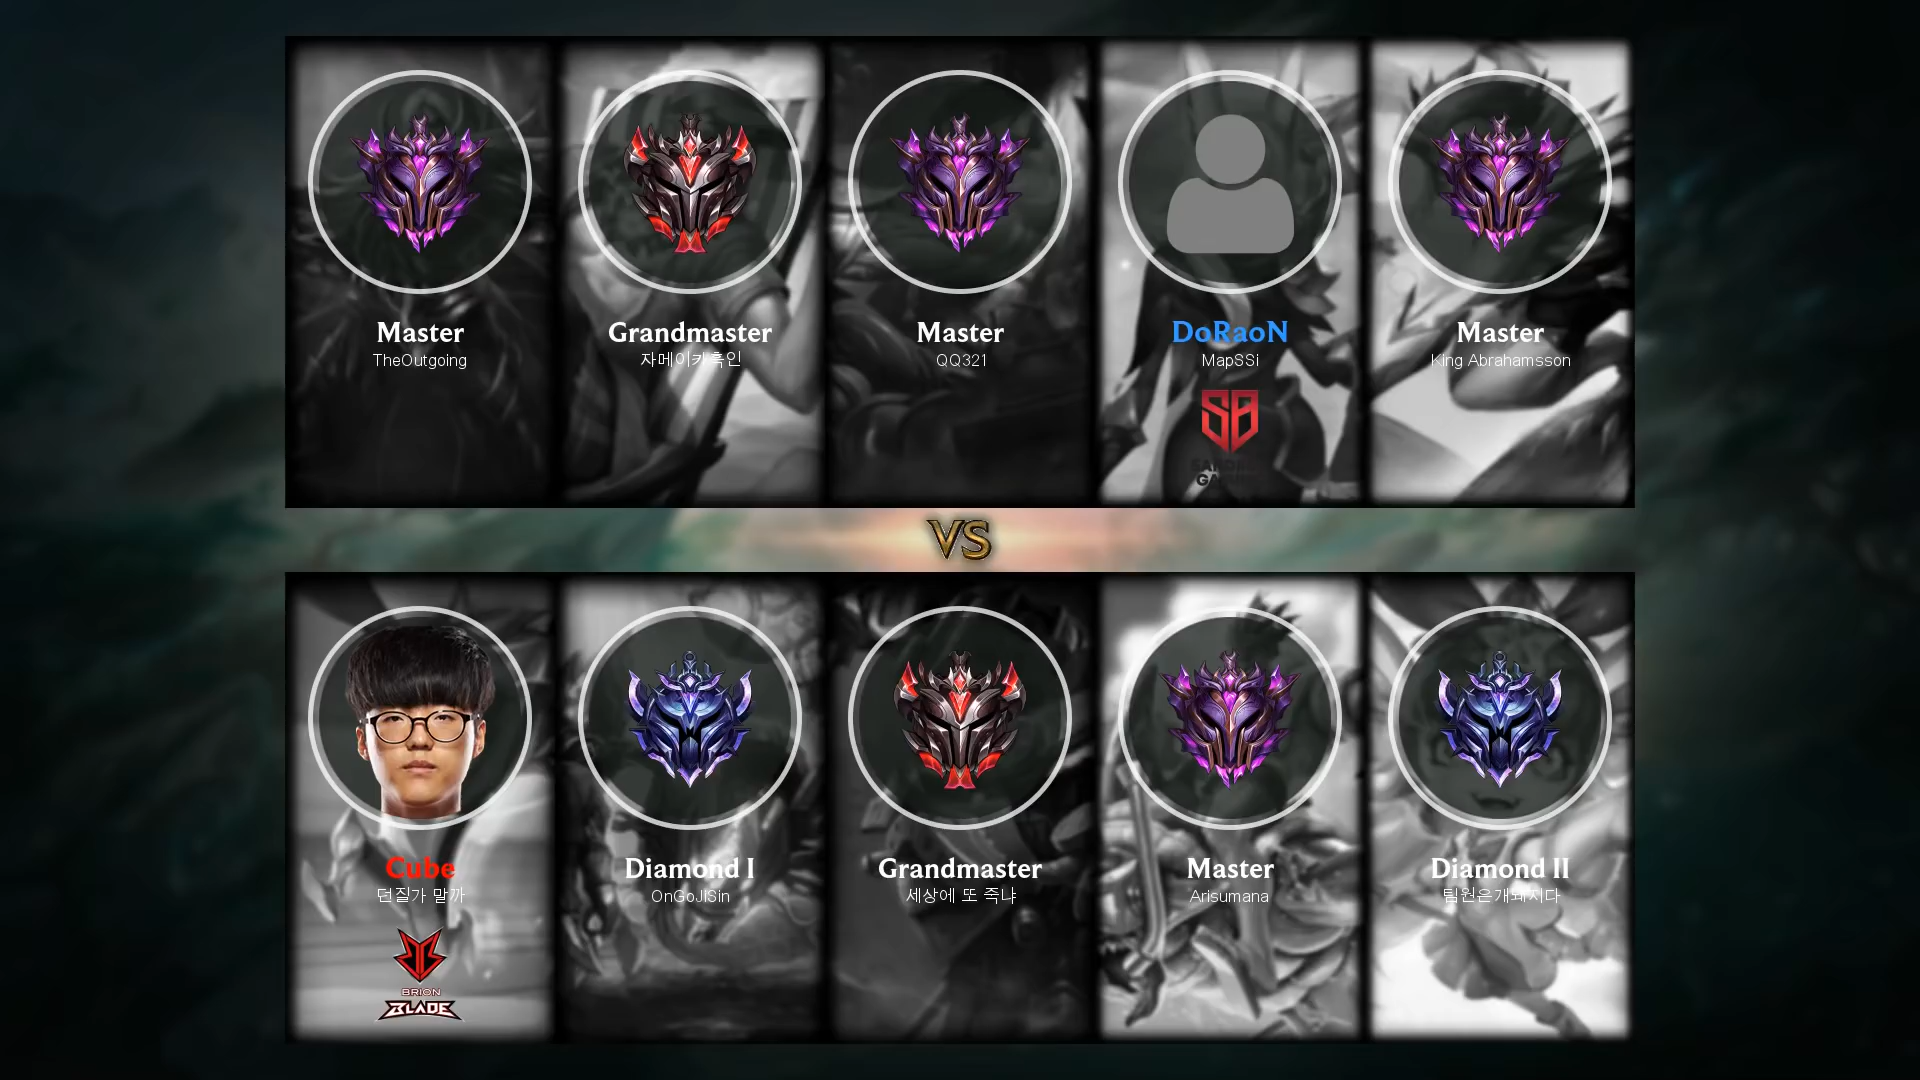 Master
TheOutgoing
Grandmaster
자메이카흑인
Master
QQ321
DoRaoN
MapSSi
SB
Master
King Abrahamsson
VS
Cube
던질가 말까
BRION
BLADE
Diamond I
OnGoJiSin
Grandmaster
세상에 또 죽냐
Master
Arisumana
Diamond II
팀원은개돼지다